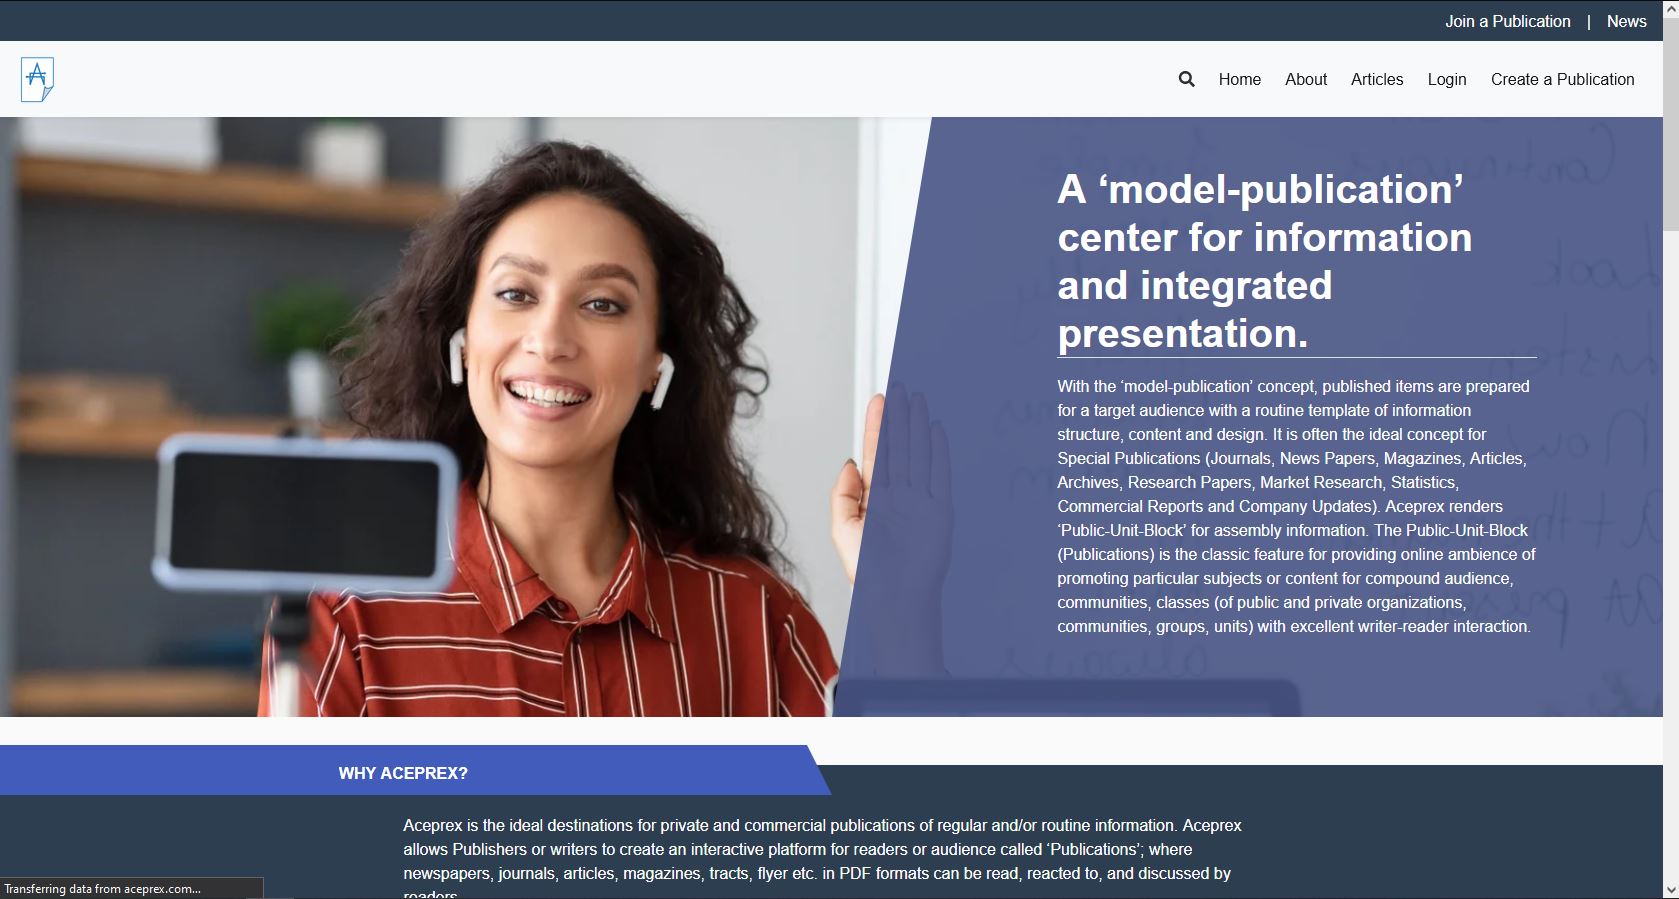 Join a Publication | News
Home About Articles Login Create a Publication
A ‘model-publication’
center for information
and integrated
presentation.
With the ‘model-publication’ concept, published items are prepared
for a target audience with a routine template of information
structure, content and design. It is often the ideal concept for
Special Publications (Journals, News Papers, Magazines, Articles,
Archives, Research Papers, Market Research, Statistics,
Commercial Reports and Company Updates). Aceprex renders
‘Public-Unit-Block’ for assembly information. The Public-Unit-Block
(Publications) is the classic feature for providing online ambience of
promoting particular subjects or content for compound audience,
communities, classes (of public and private organizations,
communities, groups, units) with excellent writer-reader interaction.
WHY ACEPREX?
Aceprex is the ideal destinations for private and commercial publications of regular and/or routine information. Aceprex
allows Publishers or writers to create an interactive platform for readers or audience called ‘Publications’; where
newspapers, journals, articles, magazines, tracts, flyer etc. in PDF formats can be read, reacted to, and discussed by
readers
Transferring data from aceprex.com...